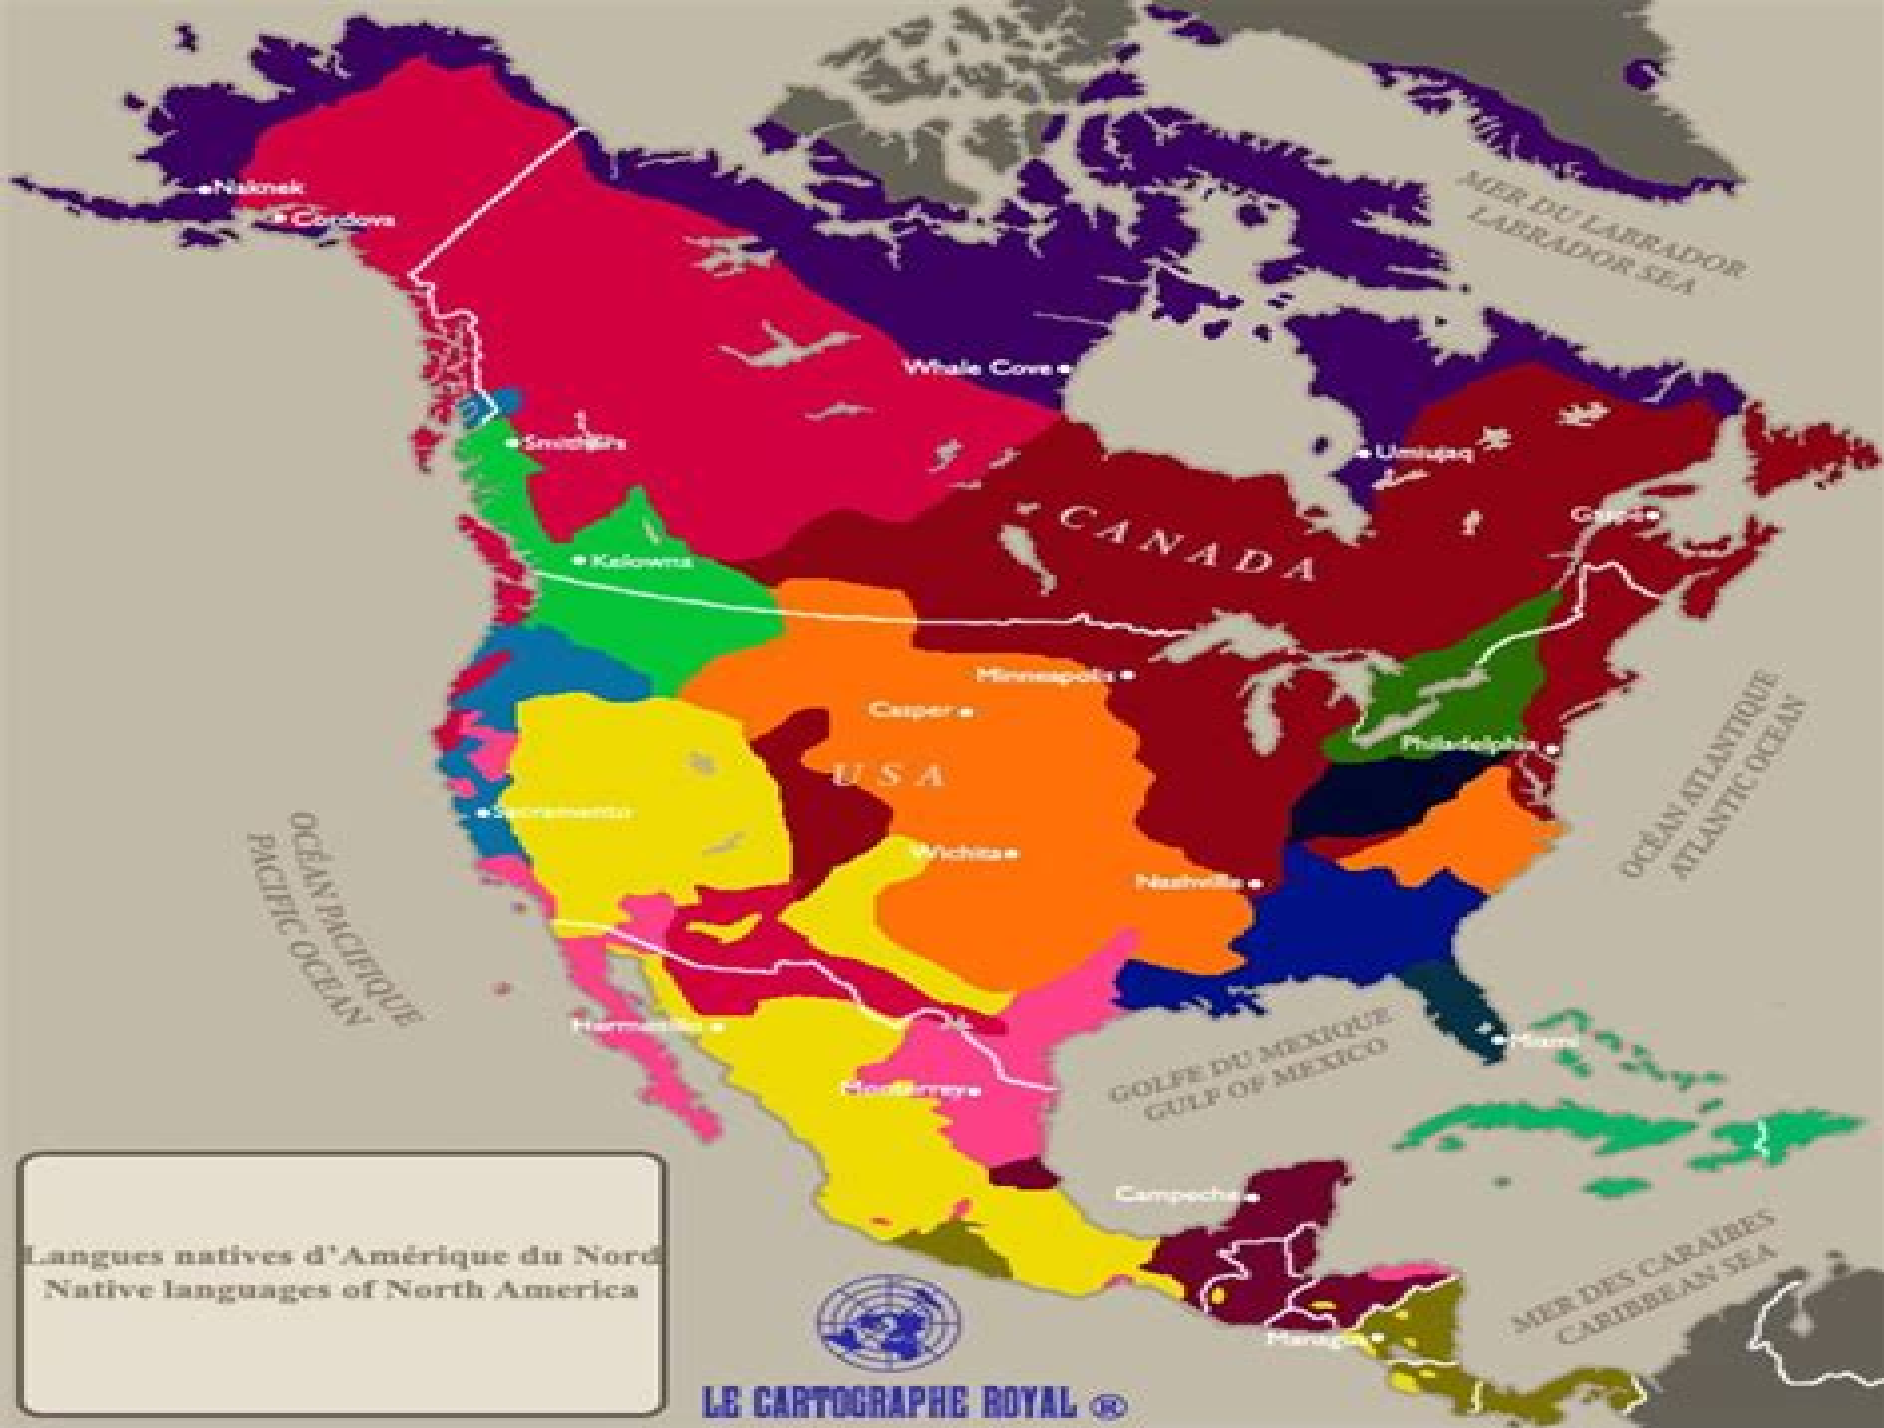 Naknek
Cordova
MER DU LABRADOR
LABRADOR SEA
Whale Cove
Smithers
Umiujaq
CANADA
Gaspé
Kelowna
Minneapolis
Casper
Philadelphia
OCÉAN ATLANTIQUE
ATLANTIC OCEAN
USA
Sacramento
OCÉAN PACIFIQUE
PACIFIC OCEAN
Wichita
Nashville
Hermosillo
Miami
GOLFE DU MEXIQUE
GULF OF MEXICO
Monterrey
Campeche
MER DES CARAÏBES
CARIBBEAN SEA
Managua
Langues natives d'Amérique du Nord
Native languages of North America
LE CARTOGRAPHE ROYAL ®